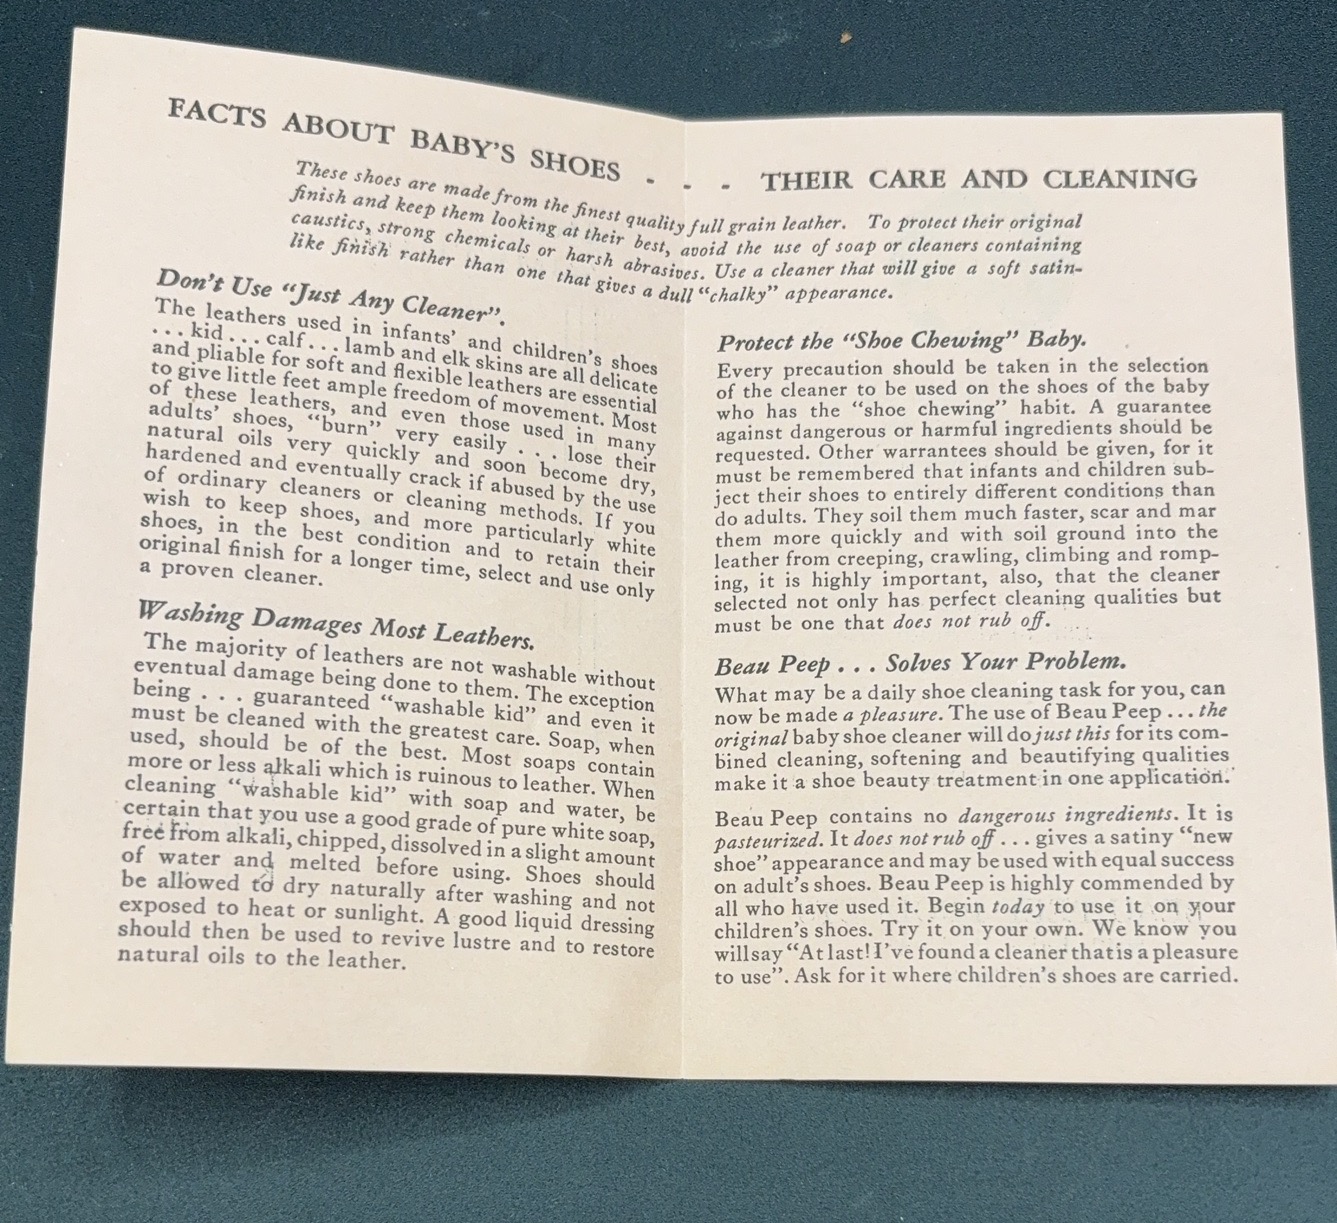 FACTS ABOUT BABY'S SHOES - - - THEIR CARE AND CLEANING
These shoes are made from the finest quality full grain leather. To protect their original
finish and keep them looking at their best, avoid the use of soap or cleaners containing
caustics, strong chemicals or harsh abrasives. Use a cleaner that will give a soft satin-
like finish rather than one that gives a dull "chalky" appearance.
Don't Use "Just Any Cleaner".
The leathers used in infants' and children's shoes
. . . kid . . . calf . . . lamb and elk skins are all delicate
and pliable for soft and flexible leathers are essential
to give little feet ample freedom of movement. Most
of these leathers, and even those used in many
adults' shoes, "burn" very easily . . . lose their
natural oils very quickly and soon become dry,
hardened and eventually crack if abused by the use
of ordinary cleaners or cleaning methods. If you
wish to keep shoes, and more particularly white
shoes, in the best condition and to retain their
original finish for a longer time, select and use only
a proven cleaner.
Washing Damages Most Leathers.
The majority of leathers are not washable without
eventual damage being done to them. The exception
being . . . guaranteed "washable kid" and even it
must be cleaned with the greatest care. Soap, when
used, should be of the best. Most soaps contain
more or less alkali which is ruinous to leather. When
cleaning "washable kid" with soap and water, be
certain that you use a good grade of pure white soap,
free from alkali, chipped, dissolved in a slight amount
of water and melted before using. Shoes should
be allowed to dry naturally after washing and not
exposed to heat or sunlight. A good liquid dressing
should then be used to revive lustre and to restore
natural oils to the leather.
Protect the "Shoe Chewing" Baby.
Every precaution should be taken in the selection
of the cleaner to be used on the shoes of the baby
who has the "shoe chewing" habit. A guarantee
against dangerous or harmful ingredients should be
requested. Other warrantees should be given, for it
must be remembered that infants and children sub-
ject their shoes to entirely different conditions than
do adults. They soil them much faster, scar and mar
them more quickly and with soil ground into the
leather from creeping, crawling, climbing and romp-
ing, it is highly important, also, that the cleaner
selected not only has perfect cleaning qualities but
must be one that does not rub off.
Beau Peep . . . Solves Your Problem.
What may be a daily shoe cleaning task for you, can
now be made a pleasure. The use of Beau Peep . . . the
original baby shoe cleaner will do just this for its com-
bined cleaning, softening and beautifying qualities
make it a shoe beauty treatment in one application.
Beau Peep contains no dangerous ingredients. It is
pasteurized. It does not rub off . . . gives a satiny "new
shoe" appearance and may be used with equal success
on adult's shoes. Beau Peep is highly commended by
all who have used it. Begin today to use it on your
children's shoes. Try it on your own. We know you
will say "At last! I've found a cleaner that is a pleasure
to use". Ask for it where children's shoes are carried.